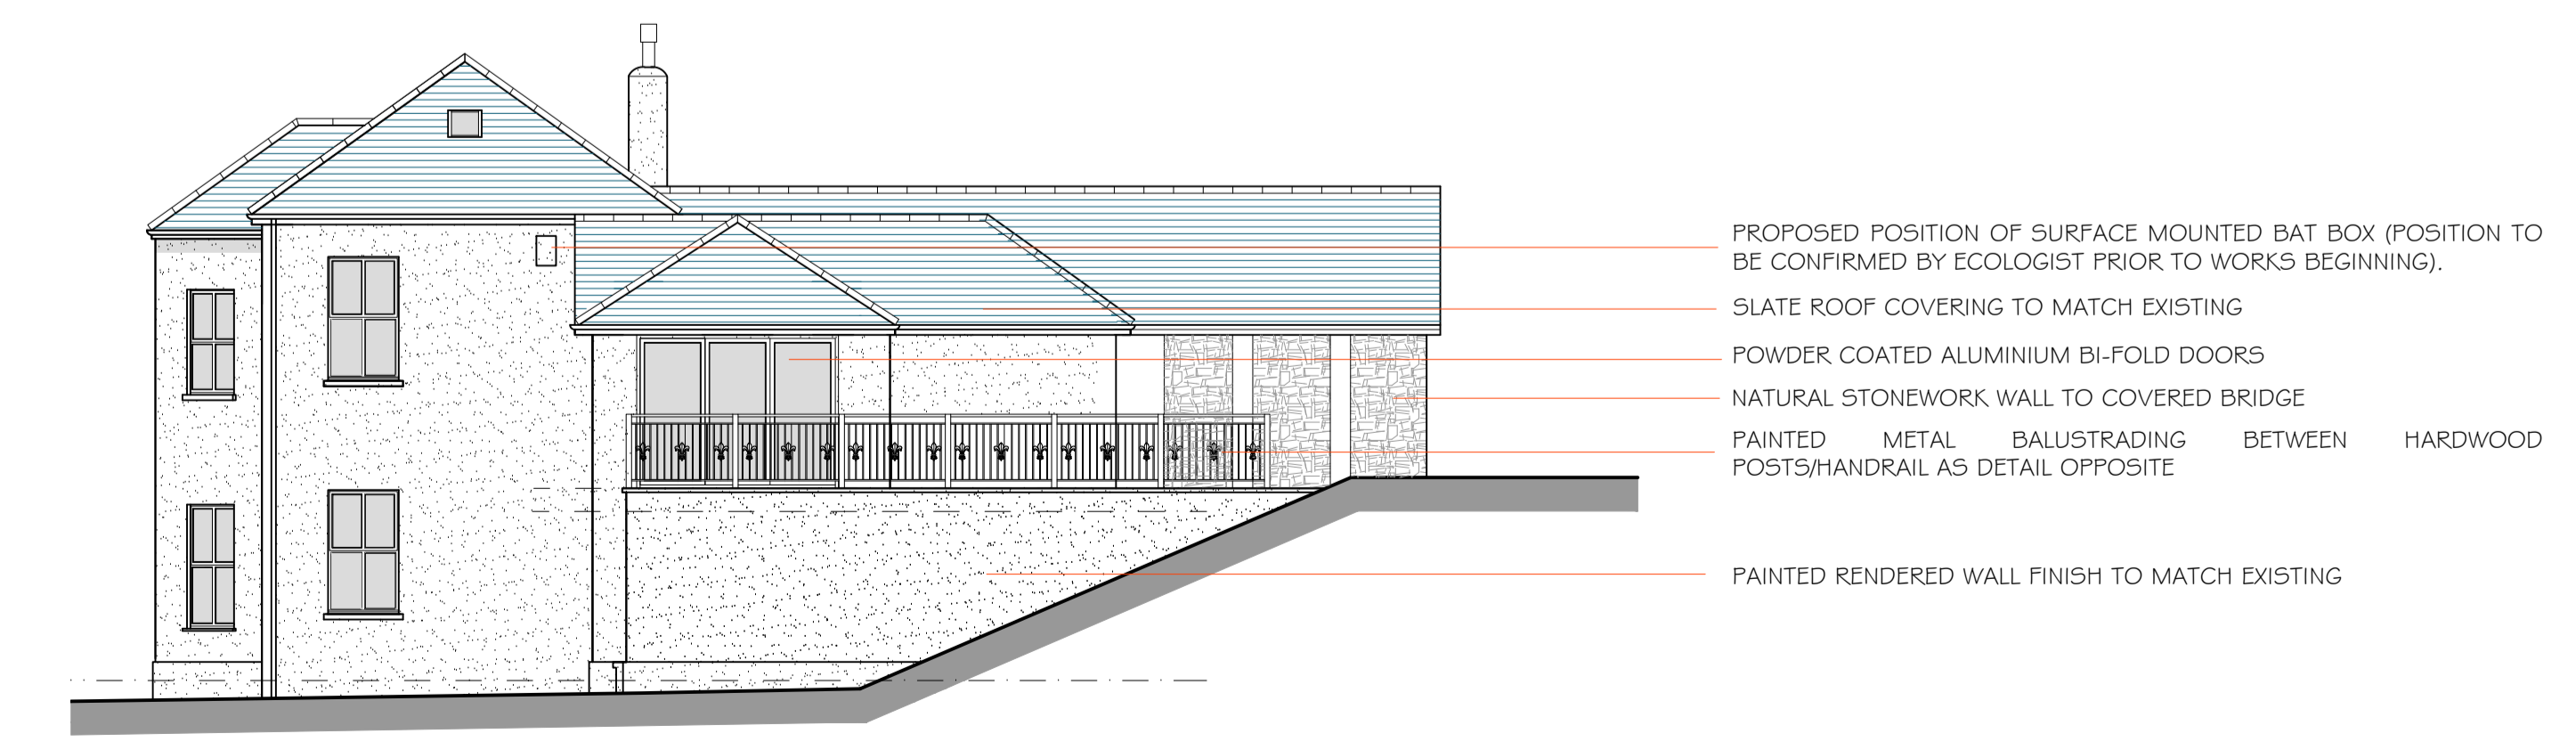 PROPOSED POSITION OF SURFACE MOUNTED BAT BOX (POSITION TO
BE CONFIRMED BY ECOLOGIST PRIOR TO WORKS BEGINNING).
SLATE ROOF COVERING TO MATCH EXISTING
POWDER COATED ALUMINIUM BI-FOLD DOORS
NATURAL STONEWORK WALL TO COVERED BRIDGE
PAINTED METAL BALUSTRADING BETWEEN HARDWOOD
POSTS/HANDRAIL AS DETAIL OPPOSITE
PAINTED RENDERED WALL FINISH TO MATCH EXISTING